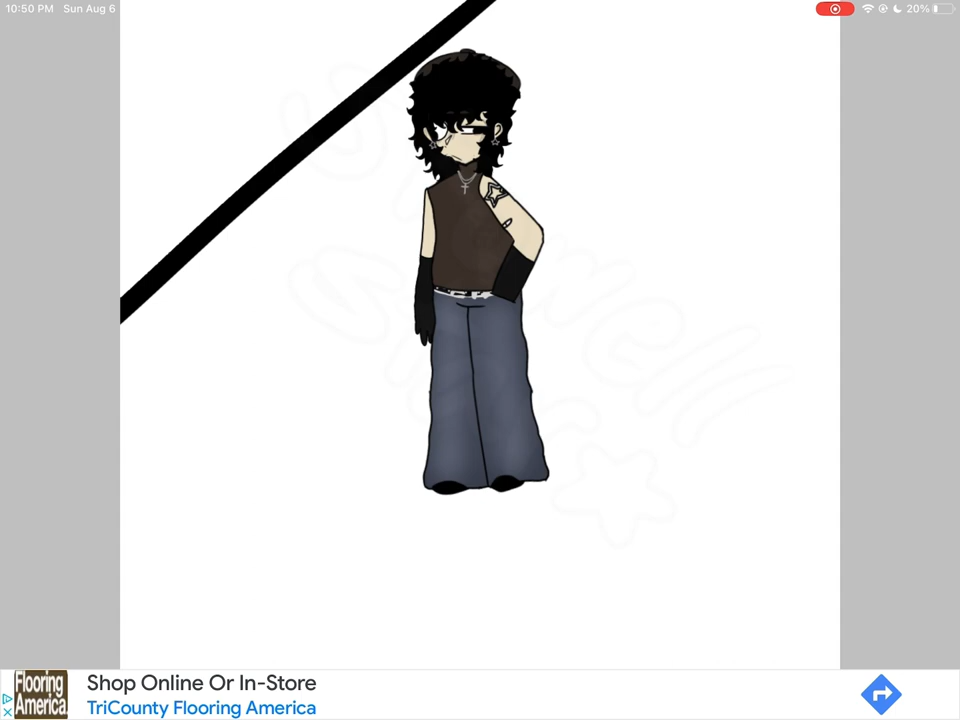 10:50 PM Sun Aug 6
20%
Flooring
America.
Shop Online Or In-Store
TriCounty Flooring America